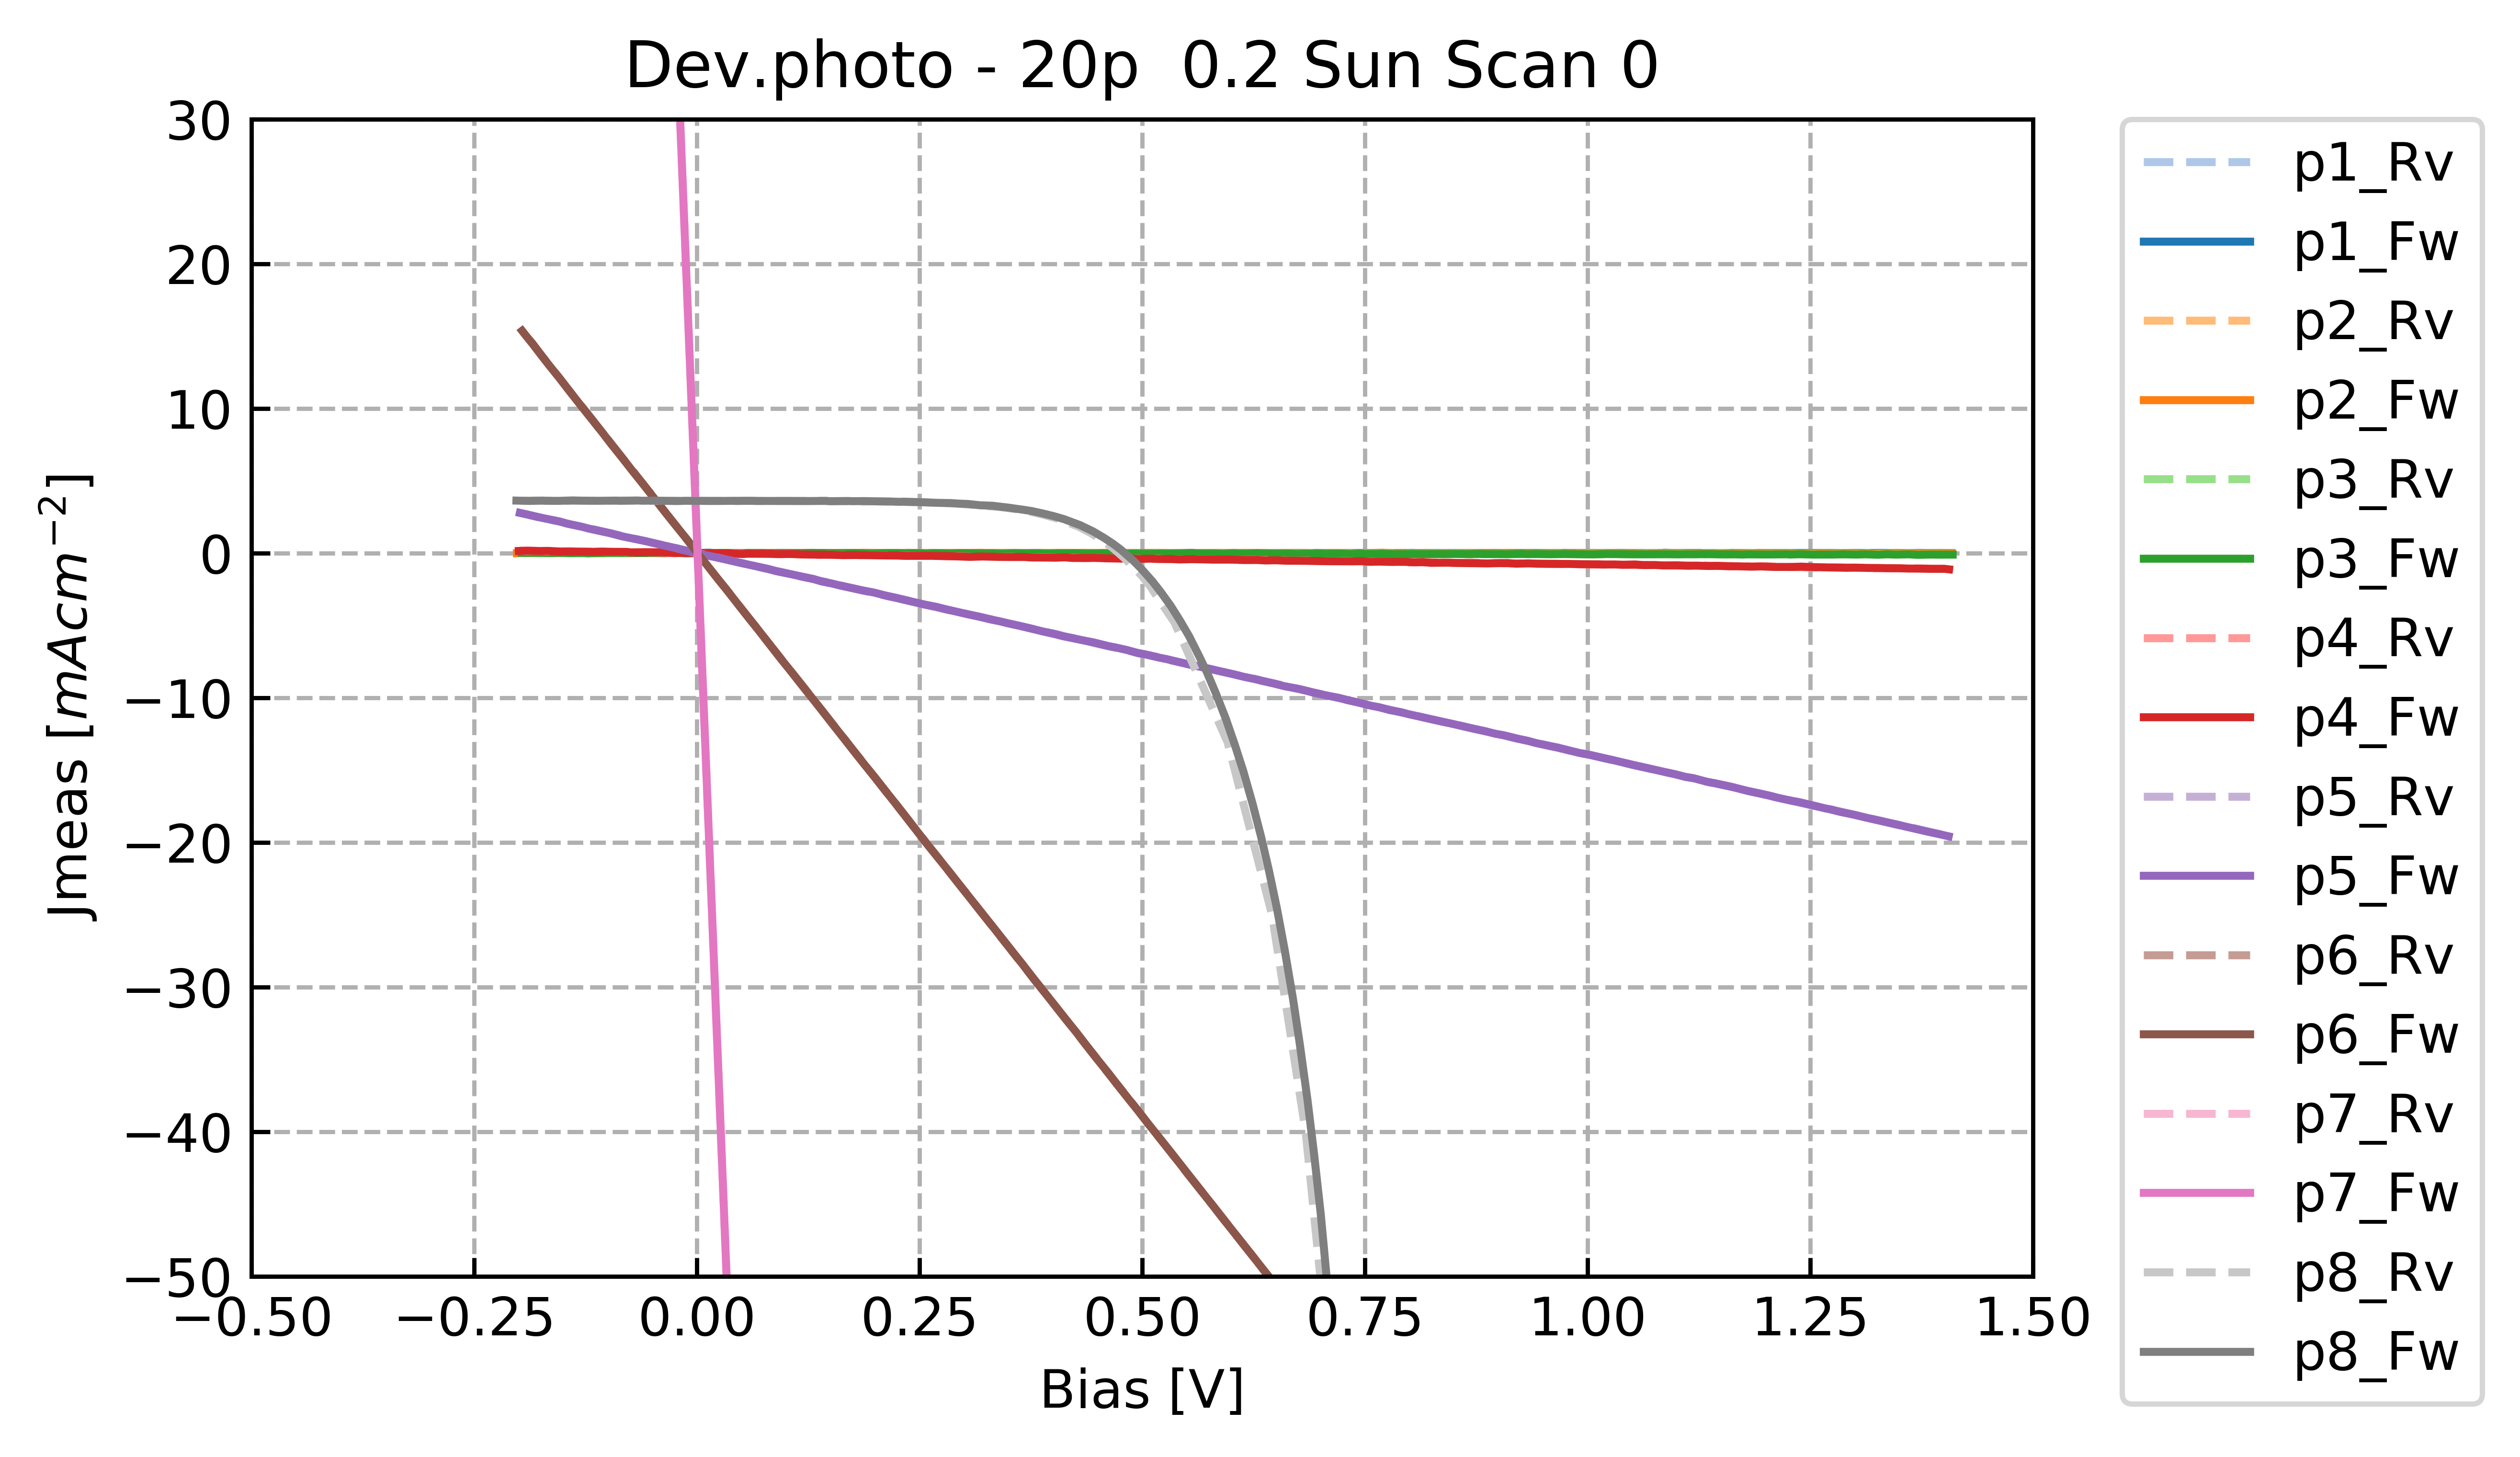 Dev.photo - 20p  0.2 Sun Scan 0
30
20
10
0
−10
−20
−30
−40
−50
Jmeas [mAcm⁻²]
−0.50
−0.25
0.00
0.25
0.50
0.75
1.00
1.25
1.50
Bias [V]
p1_Rv
p1_Fw
p2_Rv
p2_Fw
p3_Rv
p3_Fw
p4_Rv
p4_Fw
p5_Rv
p5_Fw
p6_Rv
p6_Fw
p7_Rv
p7_Fw
p8_Rv
p8_Fw